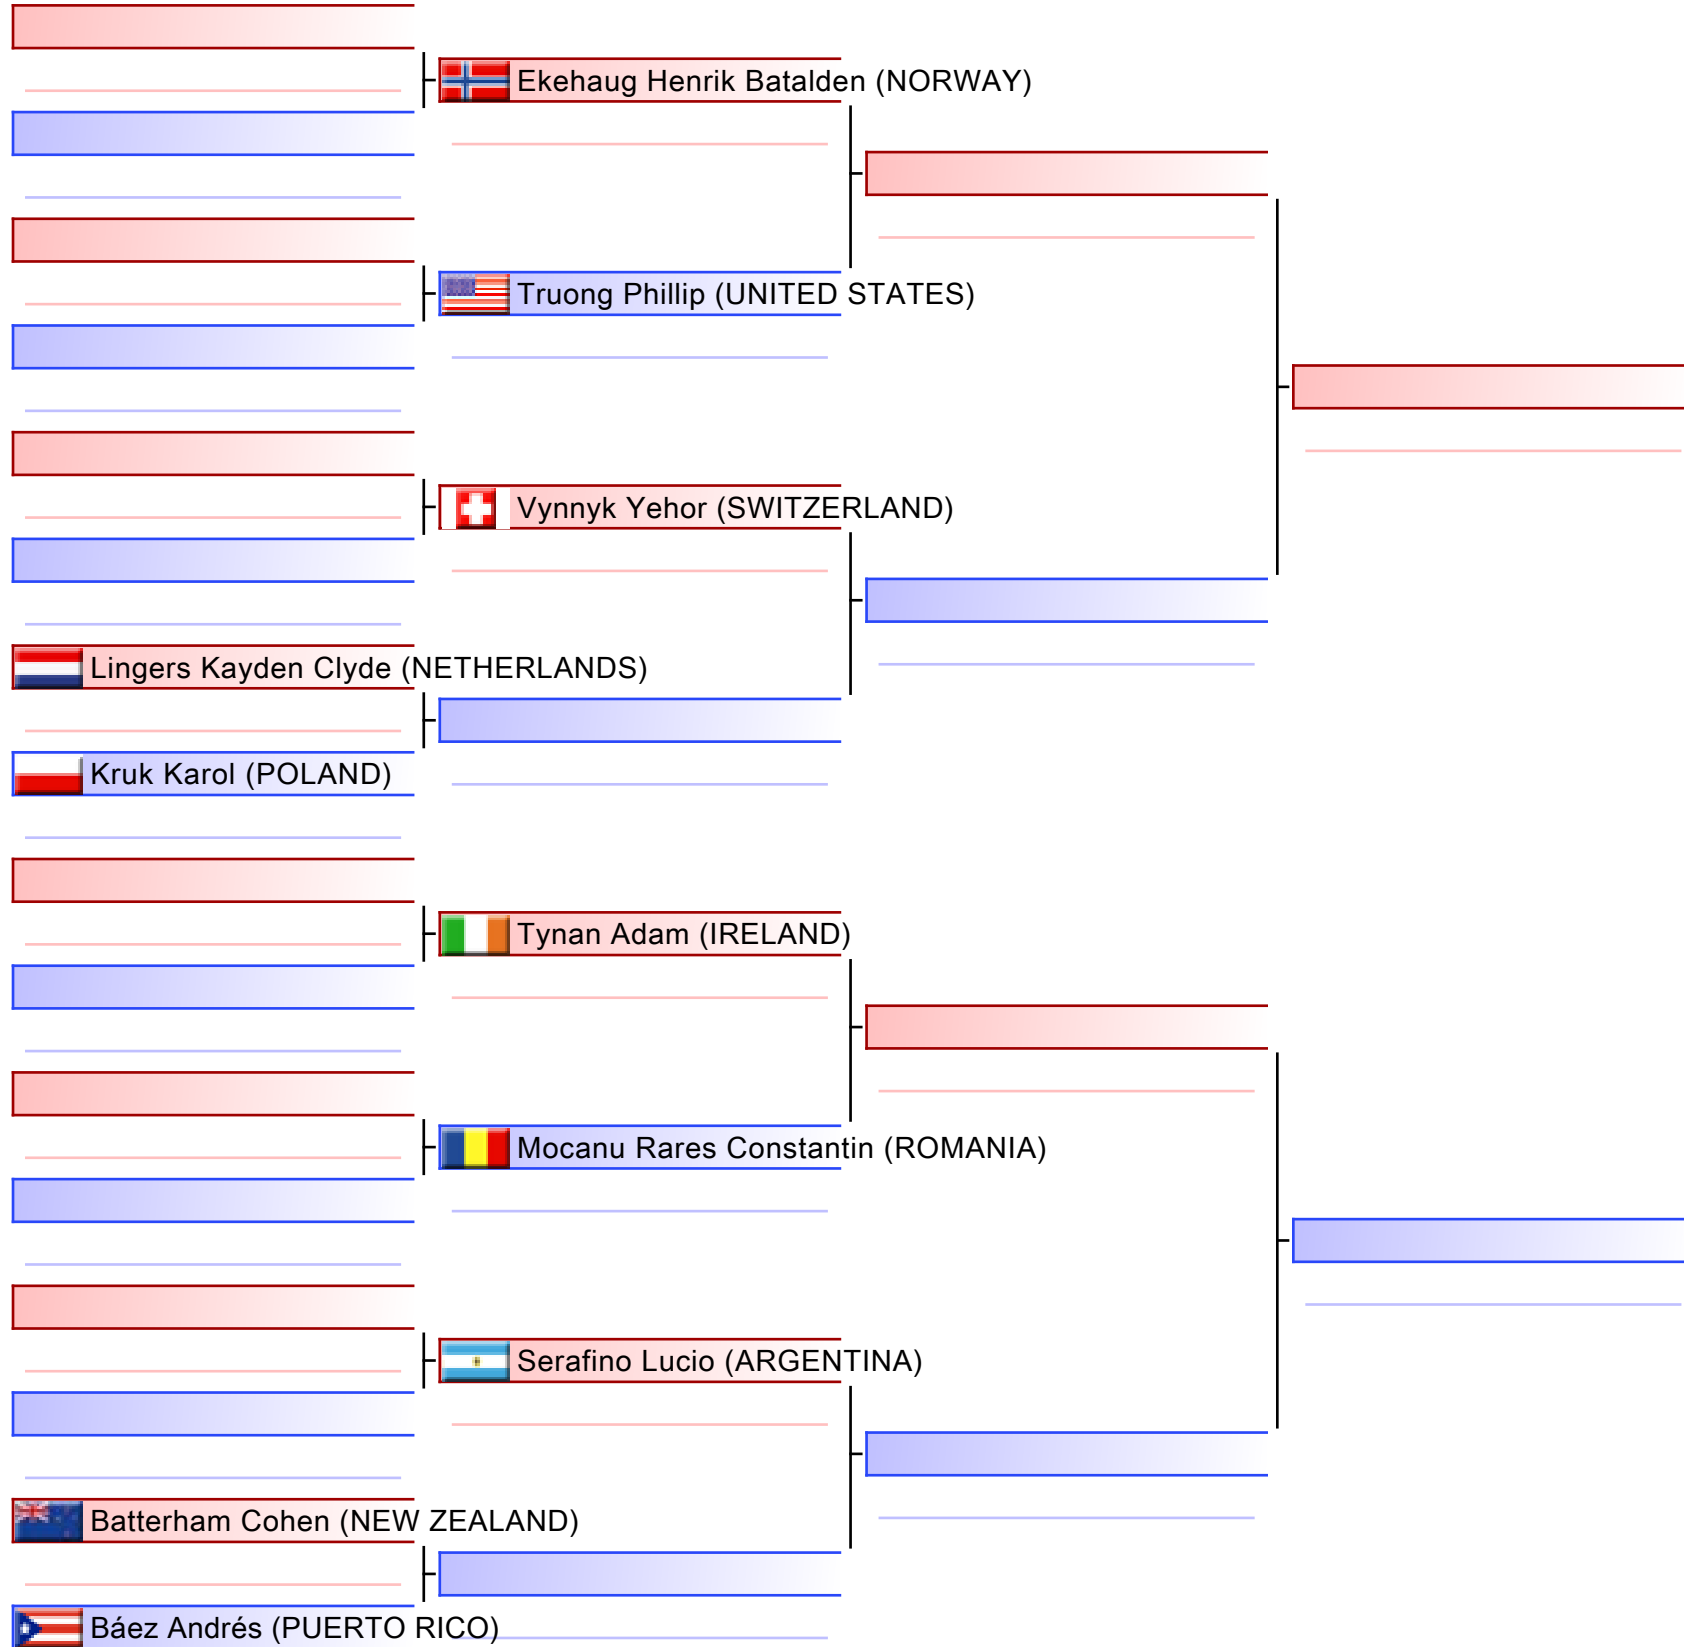 Ekehaug Henrik Batalden (NORWAY)
Truong Phillip (UNITED STATES)
Vynnyk Yehor (SWITZERLAND)
Lingers Kayden Clyde (NETHERLANDS)
Kruk Karol (POLAND)
Tynan Adam (IRELAND)
Mocanu Rares Constantin (ROMANIA)
Serafino Lucio (ARGENTINA)
Batterham Cohen (NEW ZEALAND)
Báez Andrés (PUERTO RICO)